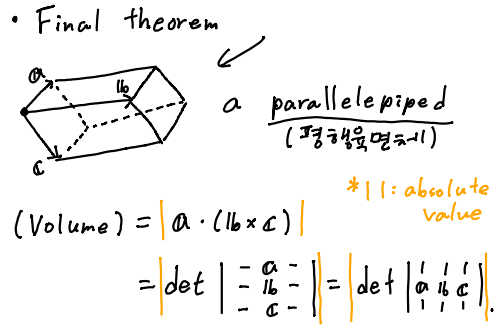 • Final theorem
a
b
c
a parallelepiped
(평행육면체)
*||: absolute
value
(Volume) = |a · (b × c)|
= |det |- a - - b - - c -|| = |det |a b c||.